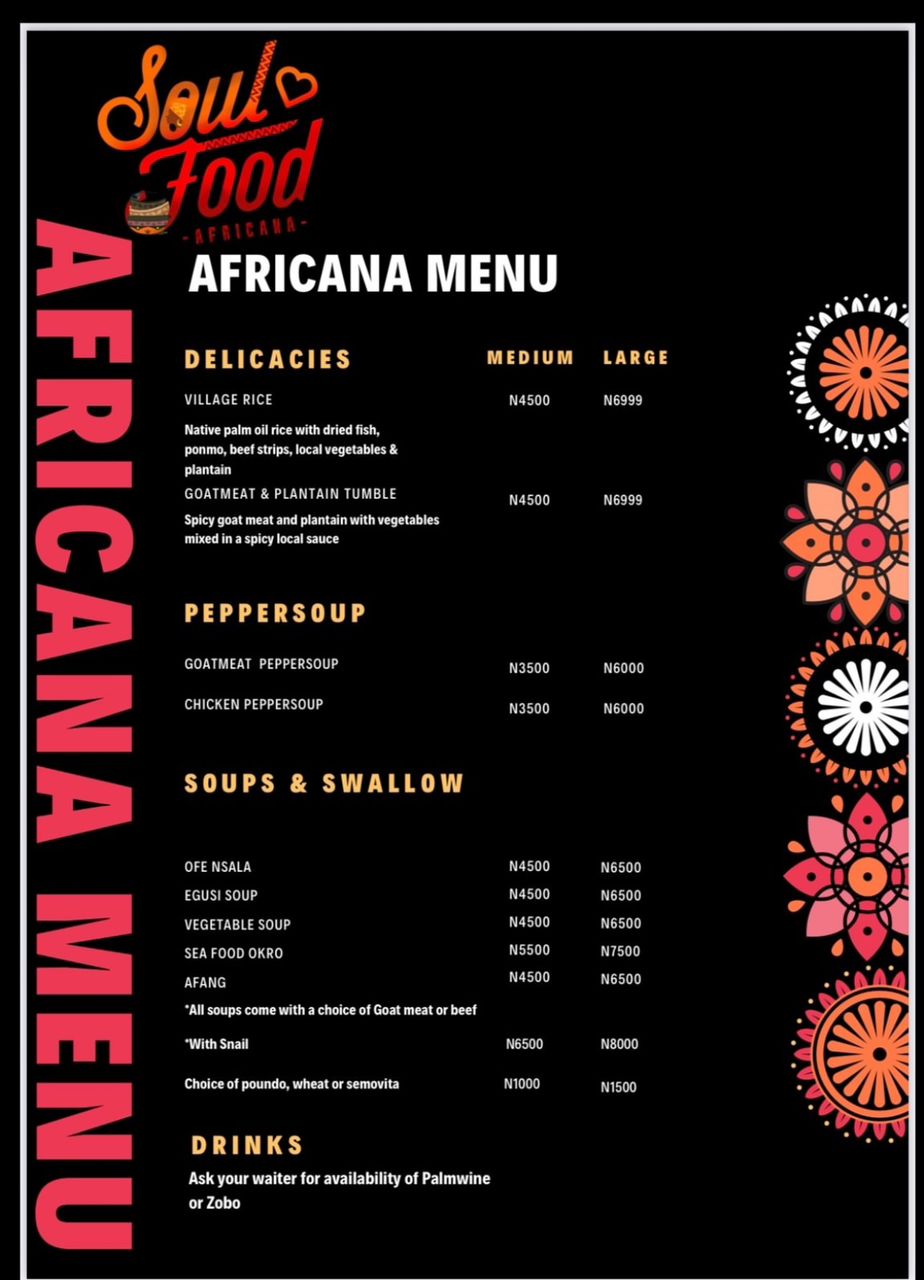 Soul
Food
-AFRICANA-
AFRICANA MENU
AFRICANA MENU
DELICACIES MEDIUM LARGE
VILLAGE RICE N4500 N6999
Native palm oil rice with dried fish,
ponmo, beef strips, local vegetables &
plantain
GOATMEAT & PLANTAIN TUMBLE N4500 N6999
Spicy goat meat and plantain with vegetables
mixed in a spicy local sauce
PEPPERSOUP
GOATMEAT PEPPERSOUP N3500 N6000
CHICKEN PEPPERSOUP N3500 N6000
SOUPS & SWALLOW
OFE NSALA N4500 N6500
EGUSI SOUP N4500 N6500
VEGETABLE SOUP N4500 N6500
SEA FOOD OKRO N5500 N7500
AFANG N4500 N6500
*All soups come with a choice of Goat meat or beef
*With Snail N6500 N8000
Choice of poundo, wheat or semovita N1000 N1500
DRINKS
Ask your waiter for availability of Palmwine
or Zobo